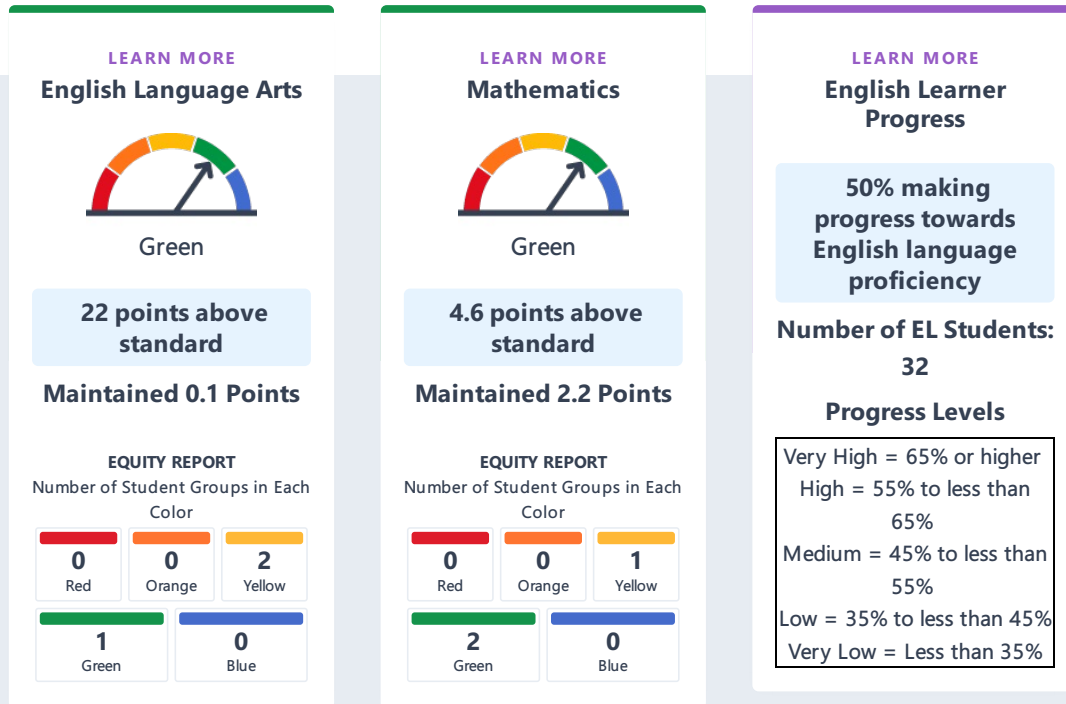 LEARN MORE
English Language Arts
Green
22 points above
standard
Maintained 0.1 Points
EQUITY REPORT
Number of Student Groups in Each
Color
0
Red
0
Orange
2
Yellow
1
Green
0
Blue
LEARN MORE
Mathematics
Green
4.6 points above
standard
Maintained 2.2 Points
EQUITY REPORT
Number of Student Groups in Each
Color
0
Red
0
Orange
1
Yellow
2
Green
0
Blue
LEARN MORE
English Learner
Progress
50% making
progress towards
English language
proficiency
Number of EL Students:
32
Progress Levels
Very High = 65% or higher
High = 55% to less than
65%
Medium = 45% to less than
55%
Low = 35% to less than 45%
Very Low = Less than 35%